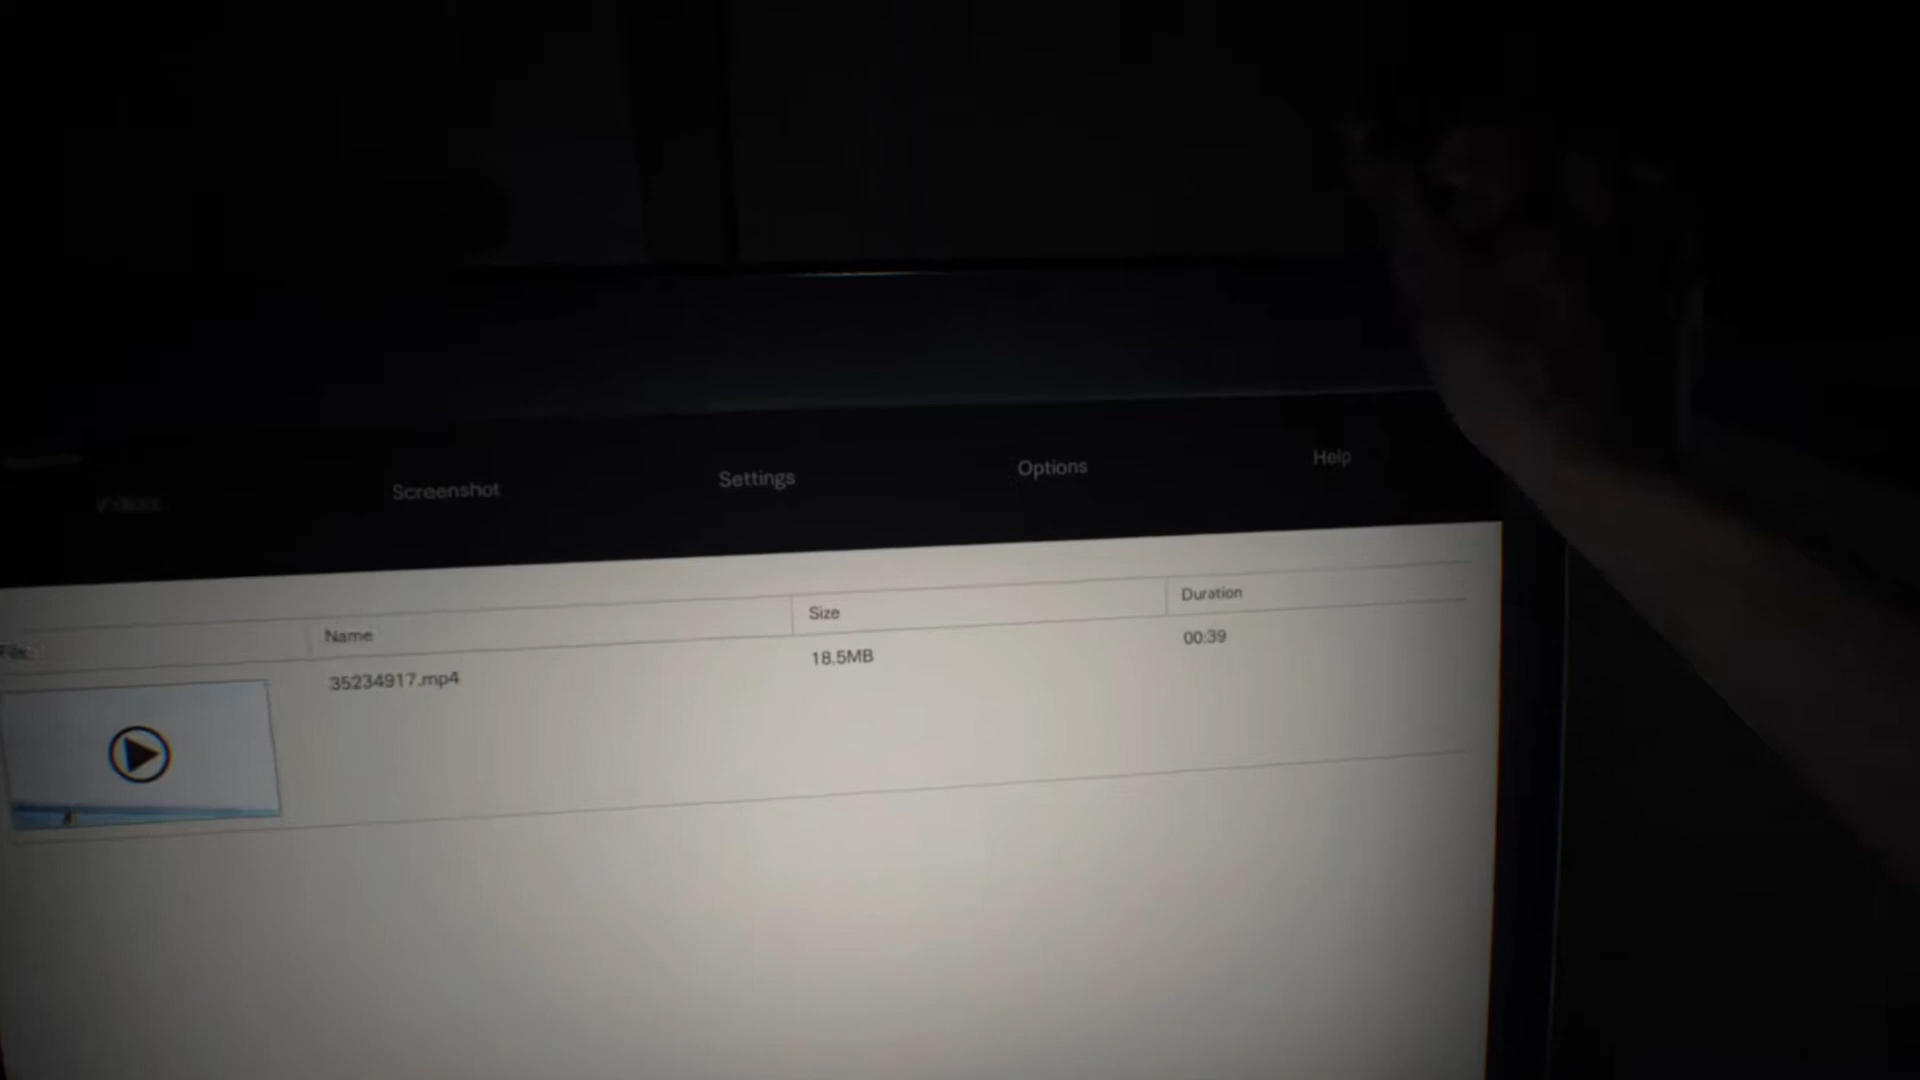 Screenshot Settings Options Help
Name Size Duration
35234917.mp4 18.5MB 00:39